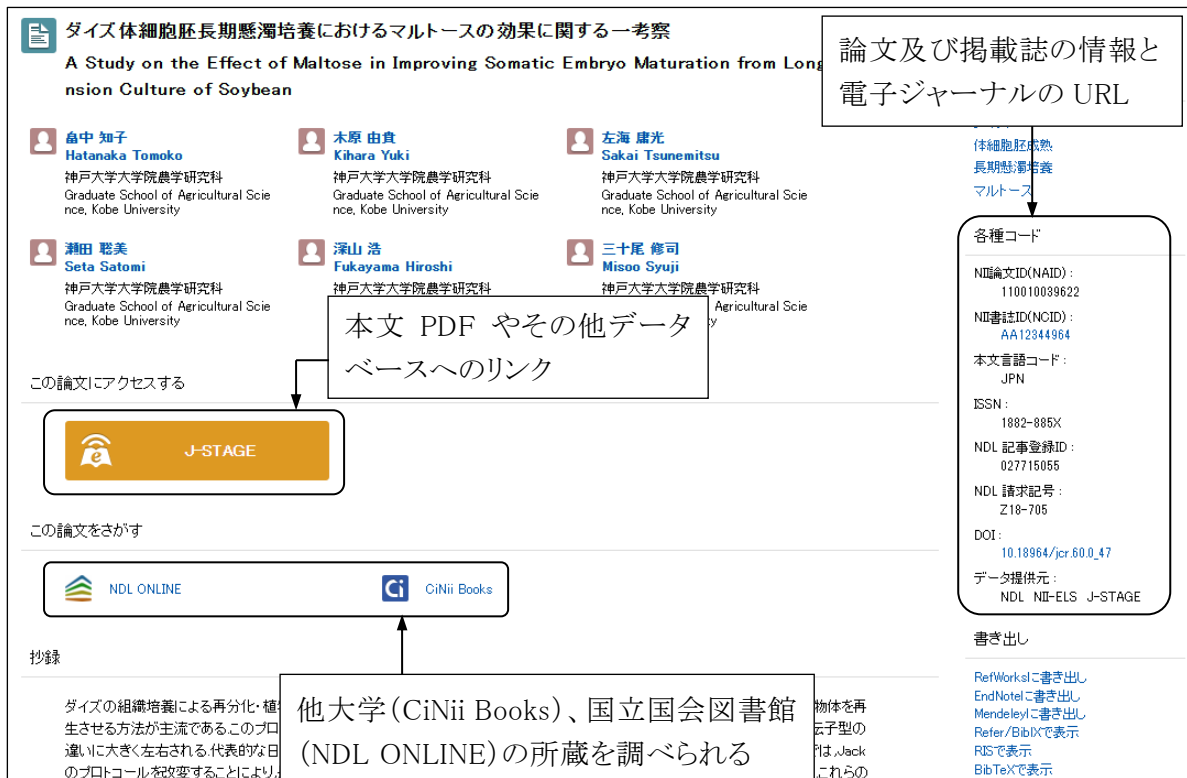 ダイズ体細胞胚長期懸濁培養におけるマルトースの効果に関する一考察
A Study on the Effect of Maltose in Improving Somatic Embryo Maturation from Long
nsion Culture of Soybean
論文及び掲載誌の情報と
電子ジャーナルの URL
畠中 知子
Hatanaka Tomoko
神戸大学大学院農学研究科
Graduate School of Agricultural Scie
nce, Kobe University
木原 由貴
Kihara Yuki
神戸大学大学院農学研究科
Graduate School of Agricultural Scie
nce, Kobe University
左海 庸光
Sakai Tsunemitsu
神戸大学大学院農学研究科
Graduate School of Agricultural Scie
nce, Kobe University
瀬田 聡美
Seta Satomi
神戸大学大学院農学研究科
Graduate School of Agricultural Scie
nce, Kobe University
深山 浩
Fukayama Hiroshi
神戸大学大学院農学研究科
三十尾 修司
Misoo Syuji
神戸大学大学院農学研究科
Agricultural Scie
本文 PDF やその他データ
ベースへのリンク
この論文にアクセスする
J-STAGE
この論文をさがす
NDL ONLINE
CiNii Books
抄録
ダイズの組織培養による再分化・植
物体を再
生させる方法が主流である.このプロ
伝子型の
違いに大きく左右される.代表的な日
は,Jack
のプロトコールを改変することにより,
これらの
他大学(CiNii Books)、国立国会図書館
(NDL ONLINE)の所蔵を調べられる
体細胞胚成熟
長期懸濁培養
マルトース
各種コード
NII論文ID(NAID) :
110010039622
NII書誌ID(NCID) :
AA12344964
本文言語コード :
JPN
ISSN :
1882-885X
NDL 記事登録ID :
027715055
NDL 請求記号 :
Z18-705
DOI :
10.18964/jcr.60.0_47
データ提供元 :
NDL NII-ELS J-STAGE
書き出し
RefWorksに書き出し
EndNoteに書き出し
Mendeleyに書き出し
Refer/BibIXで表示
RISで表示
BibTeXで表示